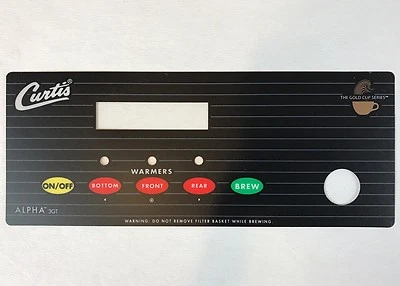 Curtis®
THE GOLD CUP SERIES™
WARMERS
ON/OFF BOTTOM FRONT REAR BREW
ALPHA™ 3GT
WARNING: DO NOT REMOVE FILTER BASKET WHILE BREWING.